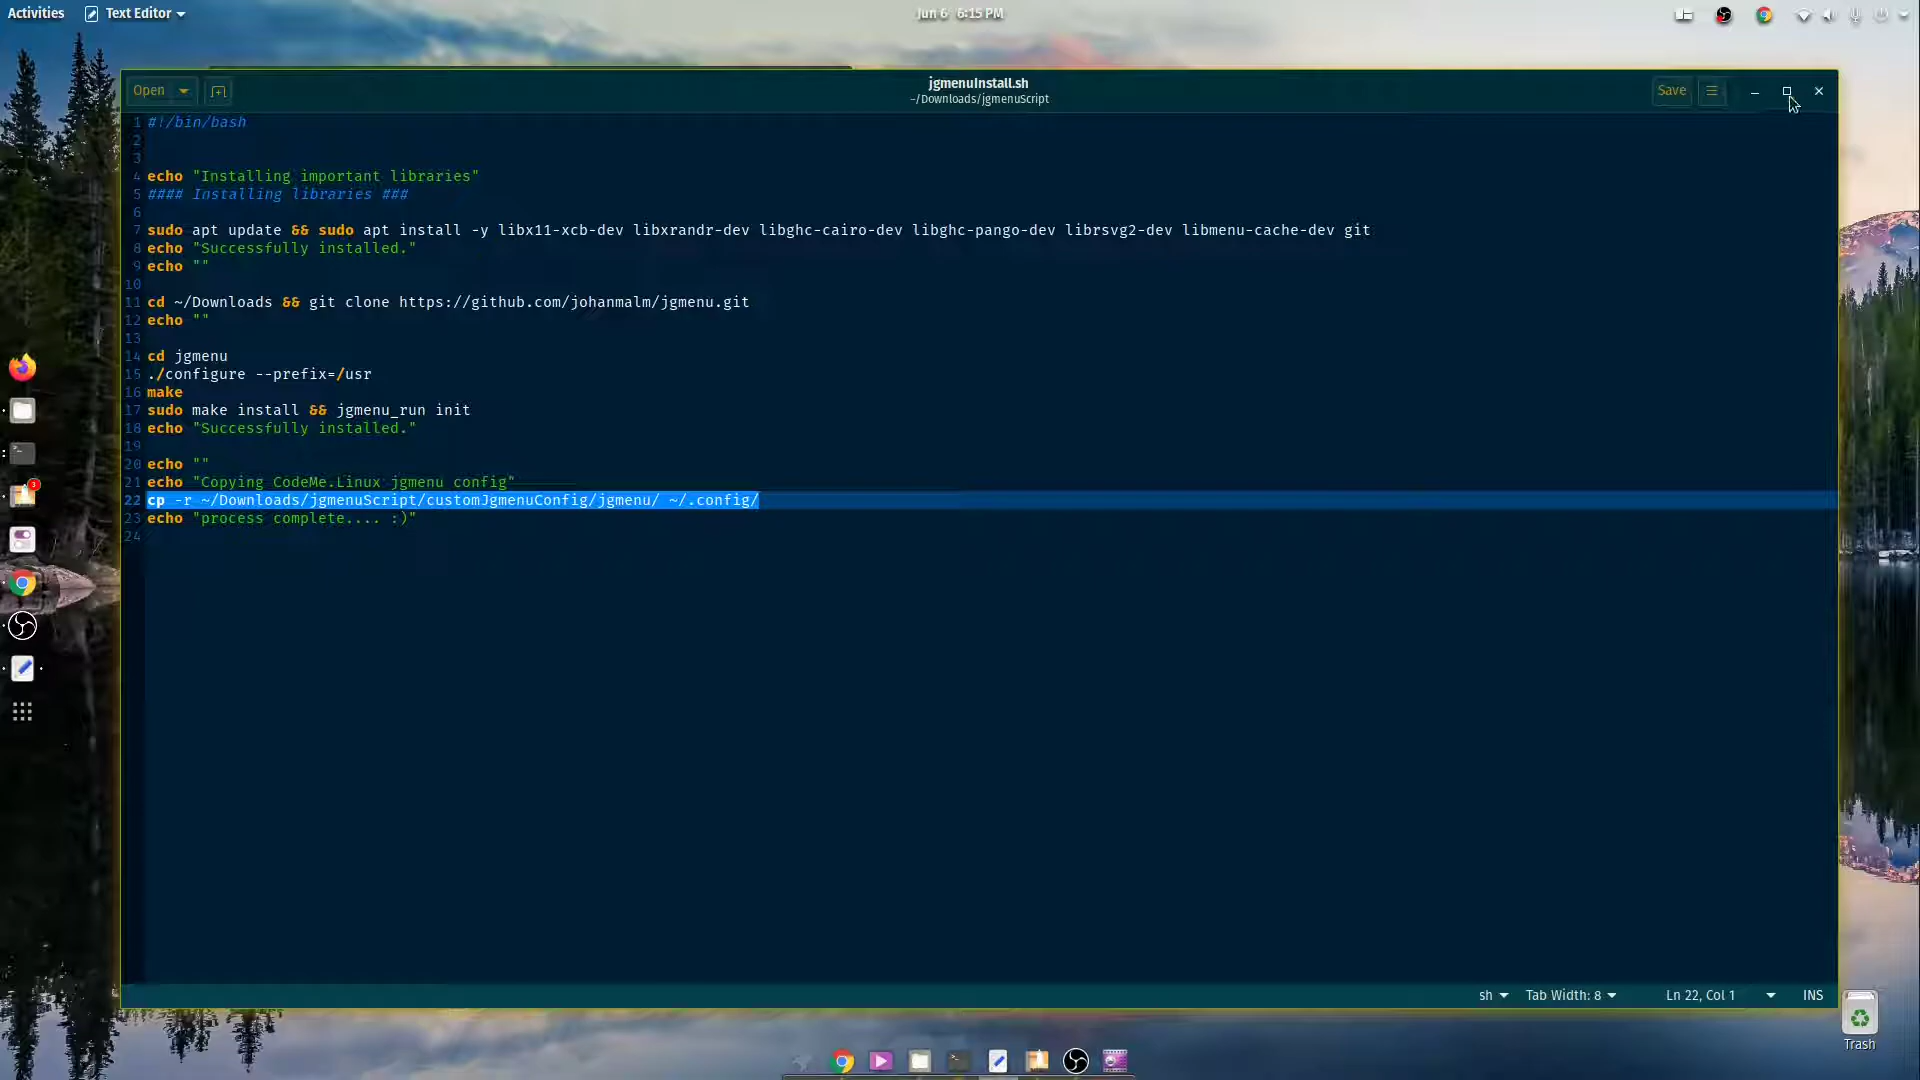 Activities
Text Editor
Jun 6 6:15 PM
Open
jgmenuInstall.sh
~/Downloads/jgmenuScript
Save
1 #!/bin/bash
2
3
4 echo "Installing important libraries"
5 #### Installing libraries ###
6
7 sudo apt update && sudo apt install -y libx11-xcb-dev libxrandr-dev libghc-cairo-dev libghc-pango-dev librsvg2-dev libmenu-cache-dev git
8 echo "Successfully installed."
9 echo ""
10
11 cd ~/Downloads && git clone https://github.com/johanmalm/jgmenu.git
12 echo ""
13
14 cd jgmenu
15 ./configure --prefix=/usr
16 make
17 sudo make install && jgmenu_run init
18 echo "Successfully installed."
19
20 echo ""
21 echo "Copying CodeMe.Linux jgmenu config"
22 cp -r ~/Downloads/jgmenuScript/customJgmenuConfig/jgmenu/ ~/.config/
23 echo "process complete.... :)"
24
3
sh
Tab Width: 8
Ln 22, Col 1
INS
Trash